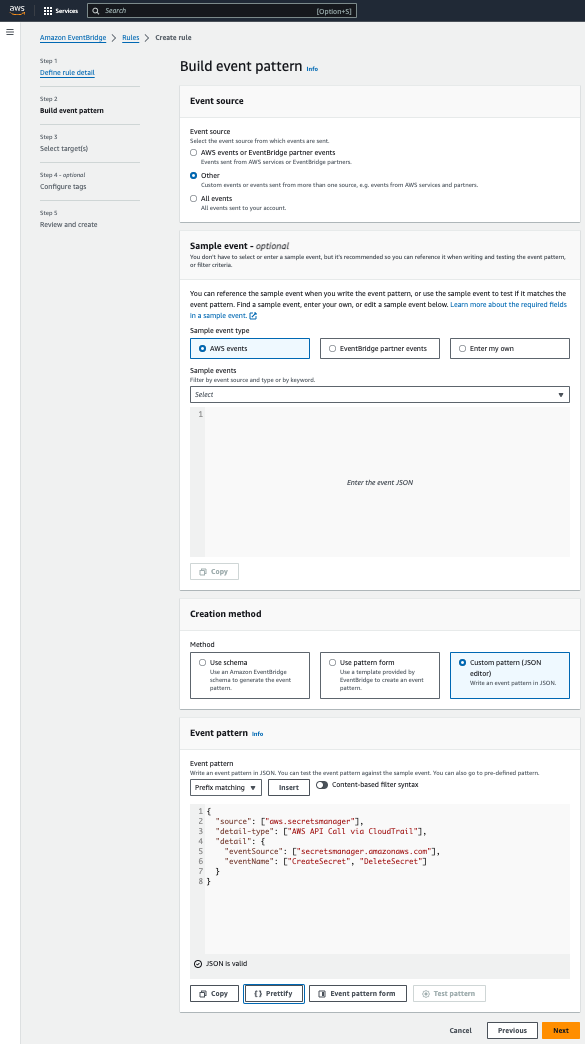 aws
Services
Search
[Option+S]
Amazon EventBridge
Rules
Create rule
Step 1
Define rule detail
Step 2
Build event pattern
Step 3
Select target(s)
Step 4 - optional
Configure tags
Step 5
Review and create
Build event pattern Info
Event source
Event source
Select the event source from which events are sent.
AWS events or EventBridge partner events
Events sent from AWS services or EventBridge partners.
Other
Custom events or events sent from more than one source, e.g. events from AWS services and partners.
All events
All events sent to your account.
Sample event - optional
You don't have to select or enter a sample event, but it's recommended so you can reference it when writing and testing the event pattern,
or filter criteria.
You can reference the sample event when you write the event pattern, or use the sample event to test if it matches the
event pattern. Find a sample event, enter your own, or edit a sample event below. Learn more about the required fields
in a sample event.
Sample event type
AWS events
EventBridge partner events
Enter my own
Sample events
Filter by event source and type or by keyword.
Select
1
Enter the event JSON
Copy
Creation method
Method
Use schema
Use an Amazon EventBridge
schema to generate the event
pattern.
Use pattern form
Use a template provided by
EventBridge to create an event
pattern.
Custom pattern (JSON
editor)
Write an event pattern in JSON.
Event pattern Info
Event pattern
Write an event pattern in JSON. You can test the event pattern against the sample event. You can also go to pre-defined pattern.
Prefix matching
Insert
Content-based filter syntax
1 {
2 "source": ["aws.secretsmanager"],
3 "detail-type": ["AWS API Call via CloudTrail"],
4 "detail": {
5 "eventSource": ["secretsmanager.amazonaws.com"],
6 "eventName": ["CreateSecret", "DeleteSecret"]
7 }
8 }
JSON is valid
Copy
{} Prettify
Event pattern form
Test pattern
Cancel
Previous
Next